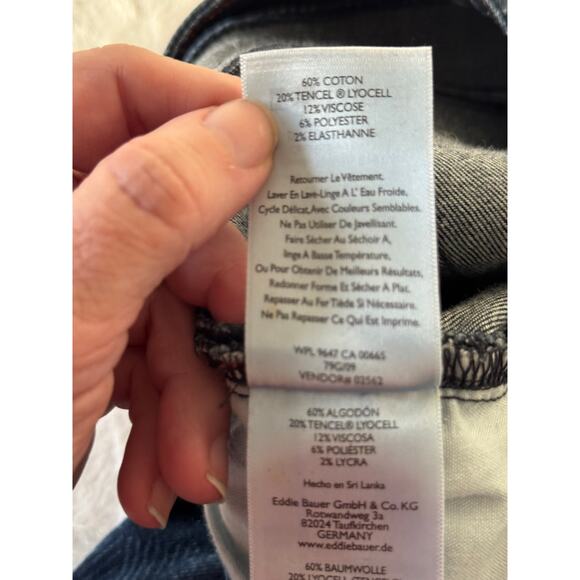 60% COTON
20% TENCEL ® LYOCELL
12% VISCOSE
6% POLYESTER
2% ELASTHANNE
Retourner Le Vêtement.
Laver En Lave-Linge A L' Eau Froide,
Cycle Délicat, Avec Couleurs Semblables.
Ne Pas Utiliser De Javellisant.
Faire Sécher Au Séchoir A,
linge A Basse Température,
Ou Pour Obtenir De Meilleurs Résultats,
Redonner Forme Et Sécher A Plat.
Repasser Au Fer Tiède Si Nécessaire.
Ne Pas Repasser Ce Qui Est Imprime.
WPL 9647 CA 00665
79G/09
VENDOR# 02562
60% ALGODÓN
20% TENCEL® LYOCELL
12% VISCOSA
6% POLIÉSTER
2% LYCRA
Hecho en Sri Lanka
Eddie Bauer GmbH & Co. KG
Rotwandweg 3a
82024 Taufkirchen
GERMANY
www.eddiebauer.de
60% BAUMWOLLE
20% LYOCELL (TENCEL